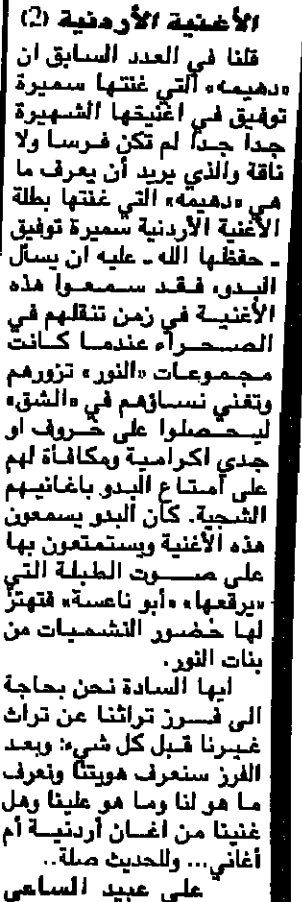 الأغنية الأردنية (2)
قلنا في العدد السابق ان
«دهيمه» التي غنتها سميرة
توفيق في اغنيتها الشهيرة
جدا جدا لم تكن فرسا ولا
ناقة والذي يريد أن يعرف ما
هي «دهيمه» التي غنتها بطلة
الأغنية الأردنية سميرة توفيق
ـ حفظها الله ـ عليه ان يسأل
البدو، فقد سمعوا هذه
الأغنية في زمن تنقلهم في
الصحراء عندما كانت
مجموعات «النور» تزورهم
وتغني نساؤهم في «الشق»
ليحصلوا على خروف او
جدي اكرامية ومكافأة لهم
على امتاع البدو باغانيهم
الشجية. كان البدو يسمعون
هذه الأغنية ويستمتعون بها
على صوت الطبلة التي
«يرقعها» «أبو ناعسة» فتهتز
لها خصور النشميات من
بنات النور.
ايها السادة نحن بحاجة
الى فرز تراثنا عن تراث
غيرنا قبل كل شيء: وبعد
الفرز سنعرف هويتنا ونعرف
ما هو لنا وما هو علينا وهل
غنينا من اغان أردنية أم
أغاني... وللحديث صلة..
علي عبيد الساعي